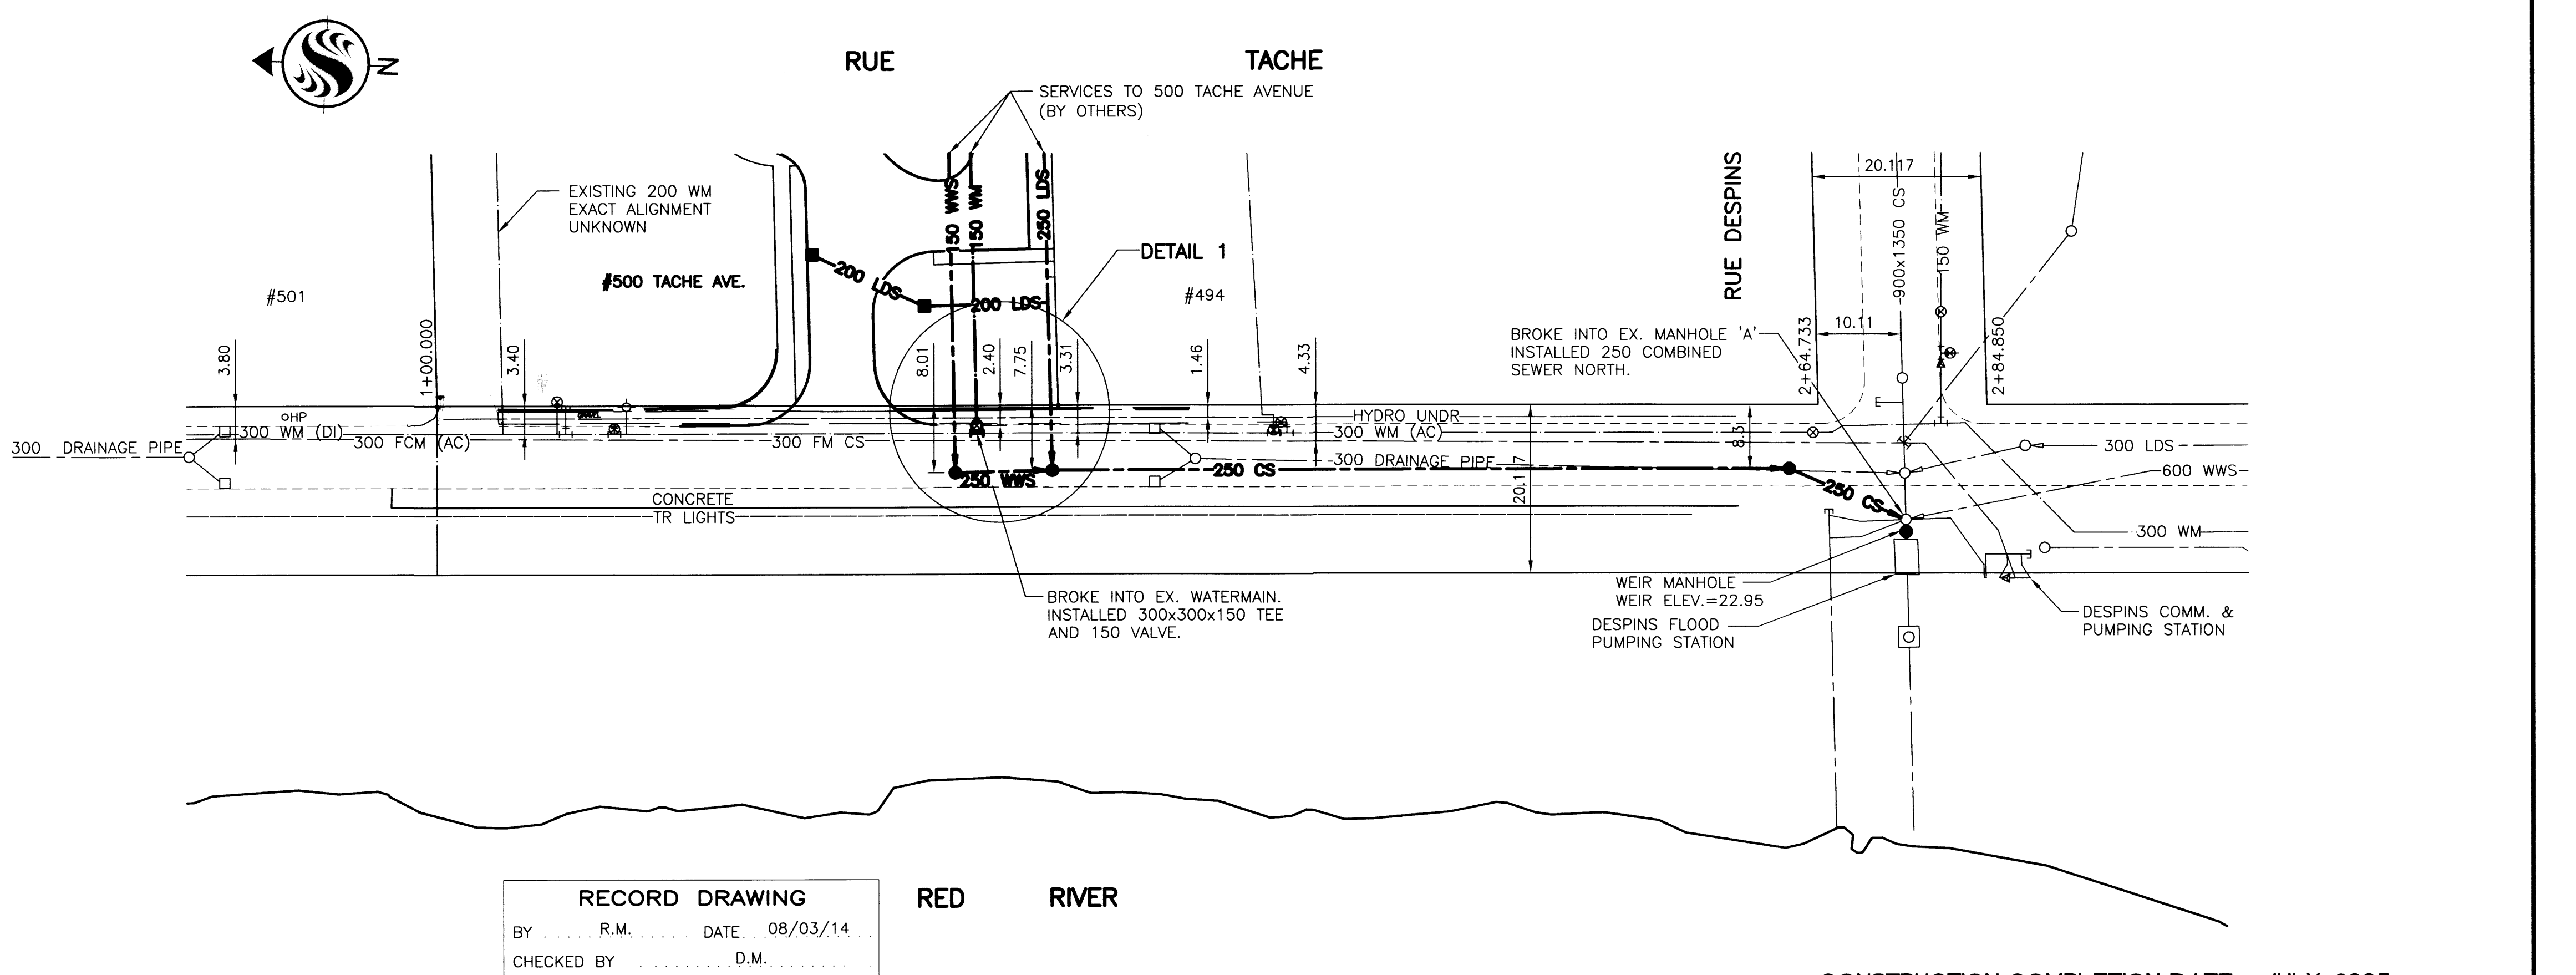 N
RUE TACHE
SERVICES TO 500 TACHE AVENUE
(BY OTHERS)
EXISTING 200 WM
EXACT ALIGNMENT
UNKNOWN
#500 TACHE AVE.
#501
150 WWS
150 WM
250 LDS
200 LDS
200 LDS
DETAIL 1
#494
RUE DESPINS
20.117
900x1350 CS
150 WM
10.11
2+64.733
2+84.850
BROKE INTO EX. MANHOLE 'A'
INSTALLED 250 COMBINED
SEWER NORTH.
3.80
1+00.000
3.40
8.01
2.40
7.75
3.31
1.46
4.33
HP
300 WM (DI)
300 DRAINAGE PIPE
300 FCM (AC)
300 FM CS
HYDRO UNDR
300 WM (AC)
300 DRAINAGE PIPE
8.3
250 WWS
250 CS
250 CS
20.117
300 LDS
600 WWS
300 WM
CONCRETE
TR LIGHTS
BROKE INTO EX. WATERMAIN.
INSTALLED 300x300x150 TEE
AND 150 VALVE.
WEIR MANHOLE
WEIR ELEV.=22.95
DESPINS FLOOD
PUMPING STATION
DESPINS COMM. &
PUMPING STATION
RED RIVER
RECORD DRAWING
BY R.M. DATE 08/03/14
CHECKED BY D.M.